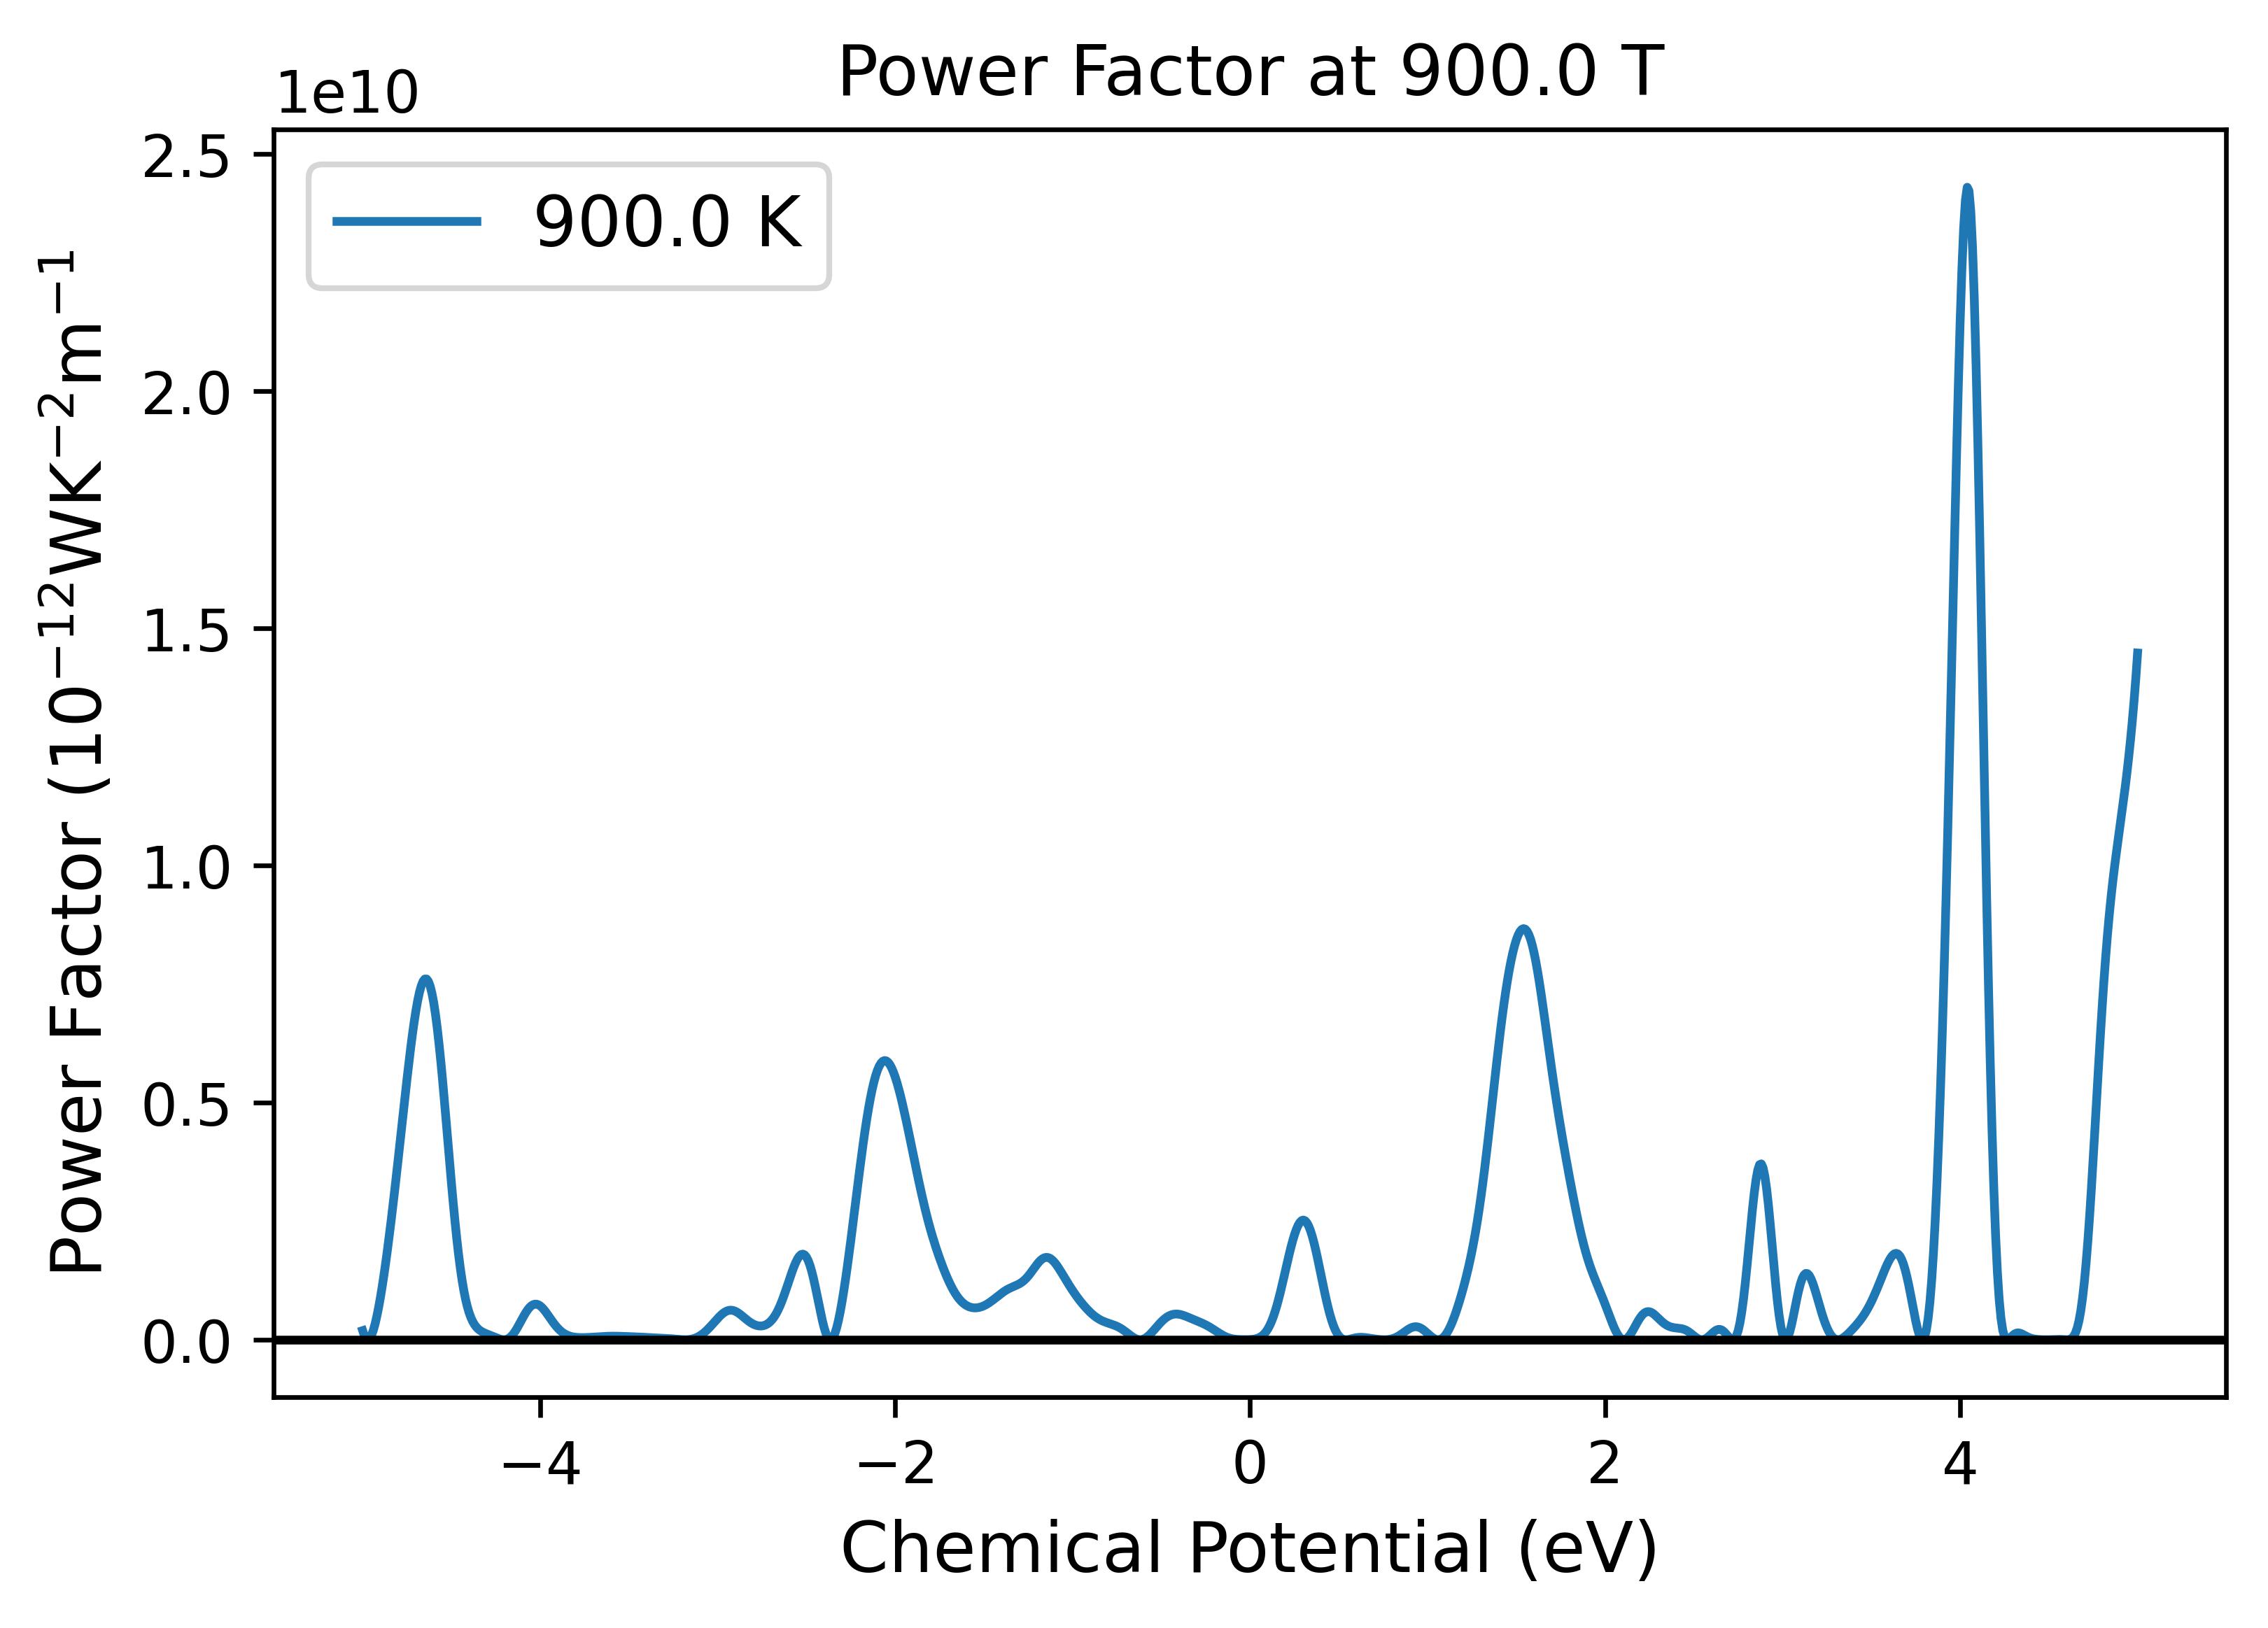 Power Factor at 900.0 T
1e10
900.0 K
2.5
2.0
1.5
1.0
0.5
0.0
Power Factor (10⁻¹²WK⁻²m⁻¹
−4 −2 0 2 4
Chemical Potential (eV)